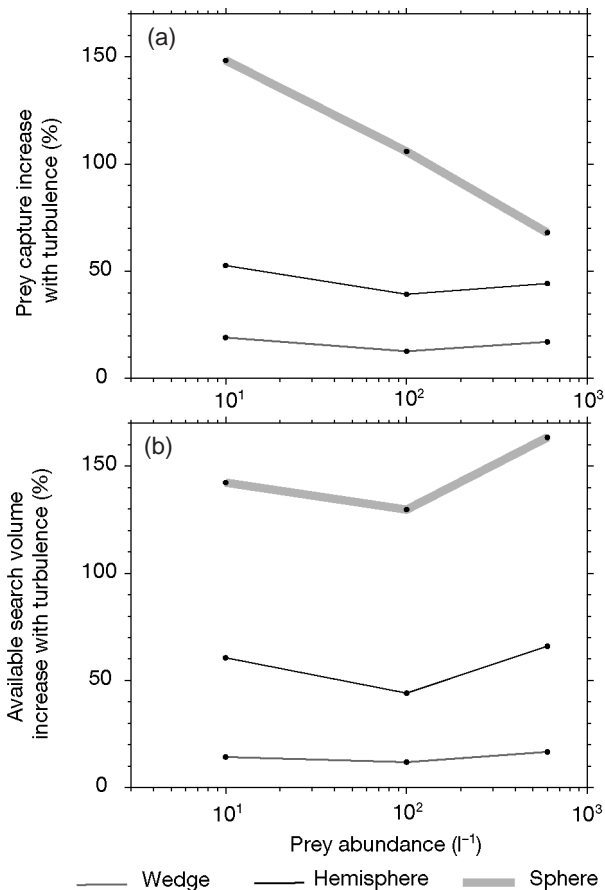 (a)
Prey capture increase
with turbulence (%)
150
100
50
0
10¹
10²
10³
(b)
Available search volume
increase with turbulence (%)
150
100
50
0
10¹
10²
10³
Prey abundance (l⁻¹)
Wedge
Hemisphere
Sphere